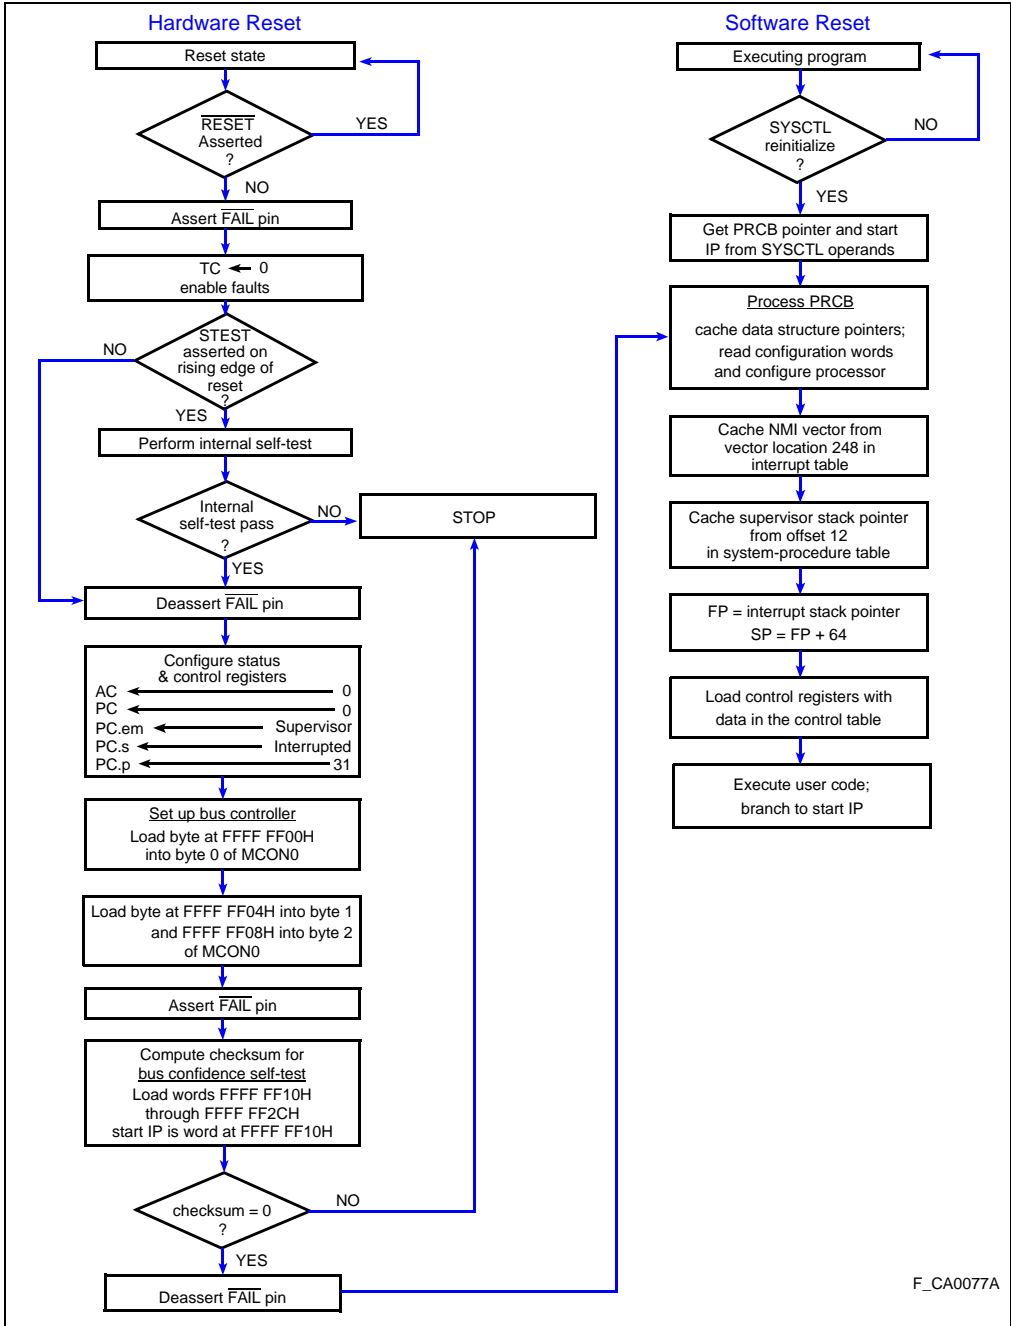 Hardware Reset
Reset state
RESET
Asserted
?
YES
NO
Assert FAIL pin
TC ← 0
enable faults
STEST
asserted on
rising edge of
reset
?
NO
YES
Perform internal self-test
Internal
self-test pass
?
NO
STOP
YES
Deassert FAIL pin
Configure status
& control registers
AC ← 0
PC ← 0
PC.em ← Supervisor
PC.s ← Interrupted
PC.p ← 31
Set up bus controller
Load byte at FFFF FF00H
into byte 0 of MCON0
Load byte at FFFF FF04H into byte 1
and FFFF FF08H into byte 2
of MCON0
Assert FAIL pin
Compute checksum for
bus confidence self-test
Load words FFFF FF10H
through FFFF FF2CH
start IP is word at FFFF FF10H
checksum = 0
?
NO
YES
Deassert FAIL pin
Software Reset
Executing program
SYSCTL
reinitialize
?
NO
YES
Get PRCB pointer and start
IP from SYSCTL operands
Process PRCB
cache data structure pointers;
read configuration words
and configure processor
Cache NMI vector from
vector location 248 in
interrupt table
Cache supervisor stack pointer
from offset 12
in system-procedure table
FP = interrupt stack pointer
SP = FP + 64
Load control registers with
data in the control table
Execute user code;
branch to start IP
F_CA0077A